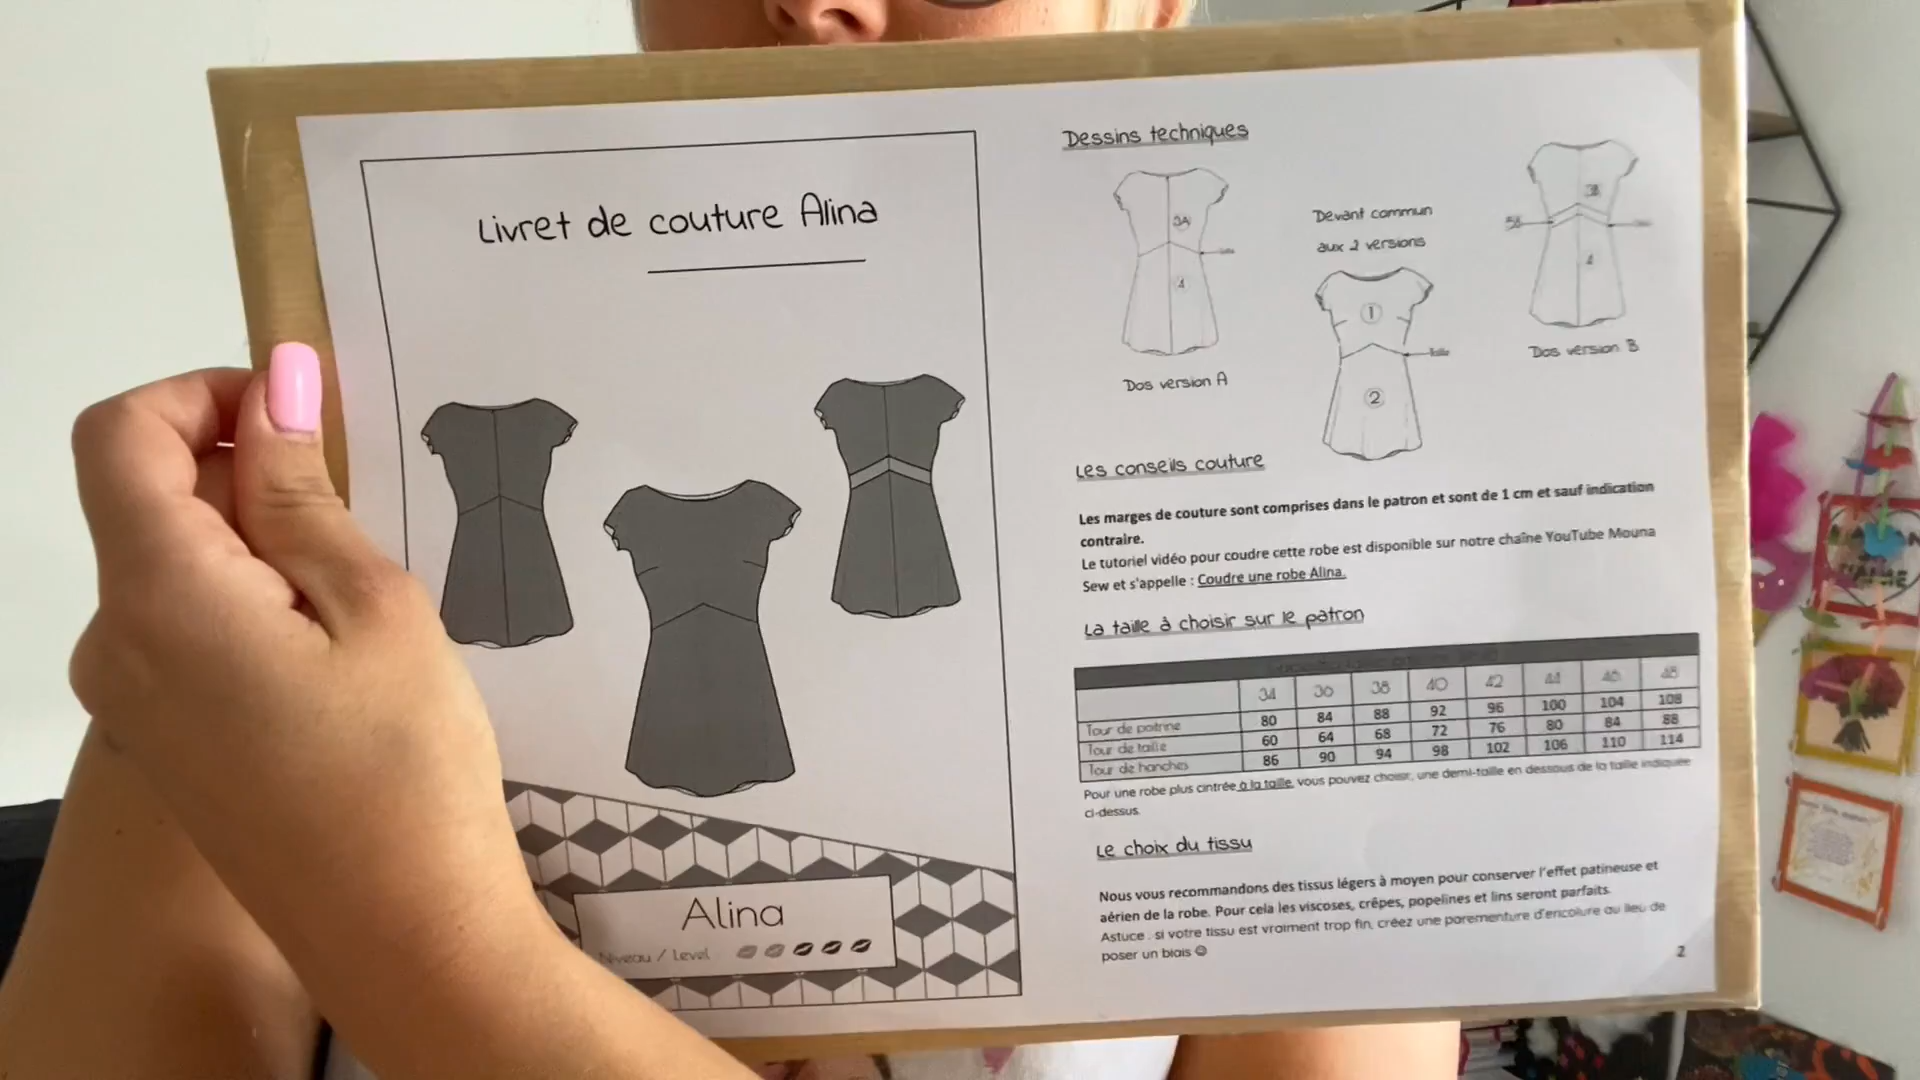 Livret de couture Alina
Alina
Niveau / Level
Dessins techniques
3A
4
Dos version A
Devant commun
aux 2 versions
1
Taille
2
3B
4
Dos version B
Les conseils couture
Les marges de couture sont comprises dans le patron et sont de 1 cm et sauf indication
contraire.
Le tutoriel vidéo pour coudre cette robe est disponible sur notre chaîne YouTube Mouna
Sew et s'appelle : Coudre une robe Alina.
La taille à choisir sur le patron
34 36 38 40 42 44 46 48
Tour de poitrine 80 84 88 92 96 100 104 108
Tour de taille 60 64 68 72 76 80 84 88
Tour de hanches 86 90 94 98 102 106 110 114
Pour une robe plus cintrée à la taille, vous pouvez choisir, une demi-taille en dessous de la taille indiquée
ci-dessus.
Le choix du tissu
Nous vous recommandons des tissus légers à moyen pour conserver l'effet patineuse et
aérien de la robe. Pour cela les viscoses, crêpes, popelines et lins seront parfaits.
Astuce : si votre tissu est vraiment trop fin, créez une parementure d'encolure au lieu de
poser un biais ☺
2